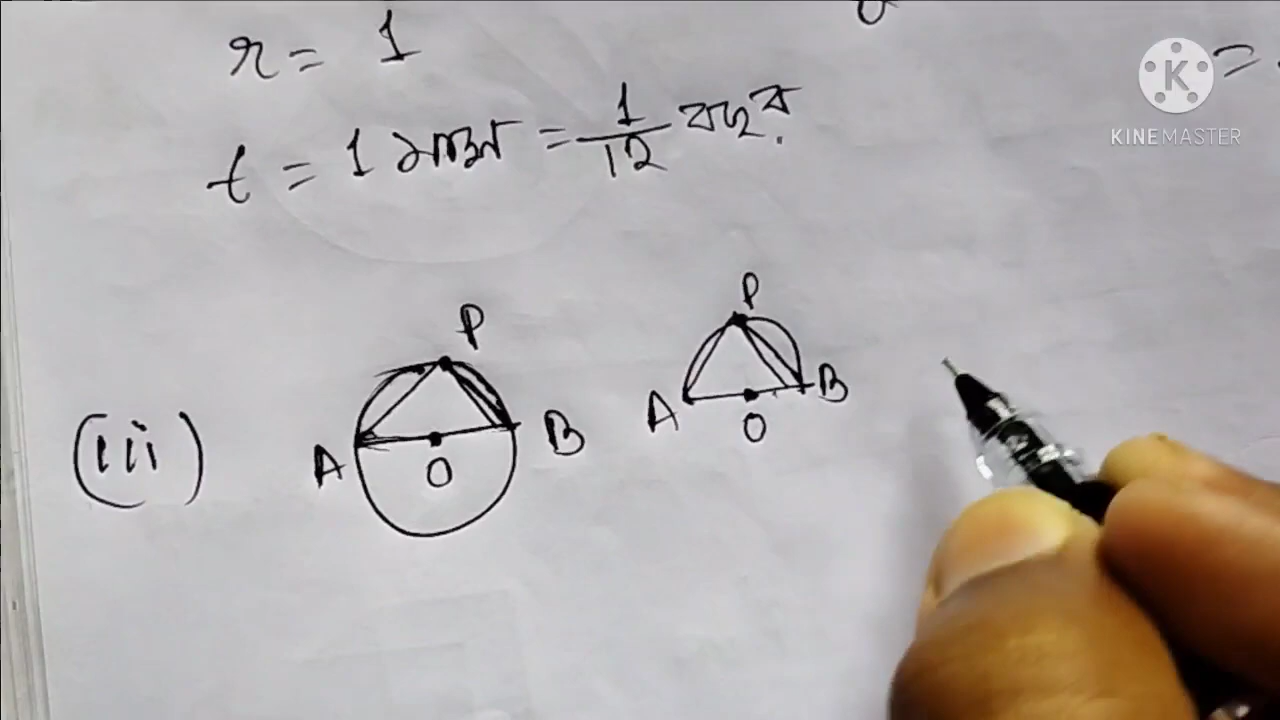 r = 1
t = 1 মাস = 1/12 বছর.
K
KINEMASTER
P
P
A
B
O
A
B
O
(iii)
=